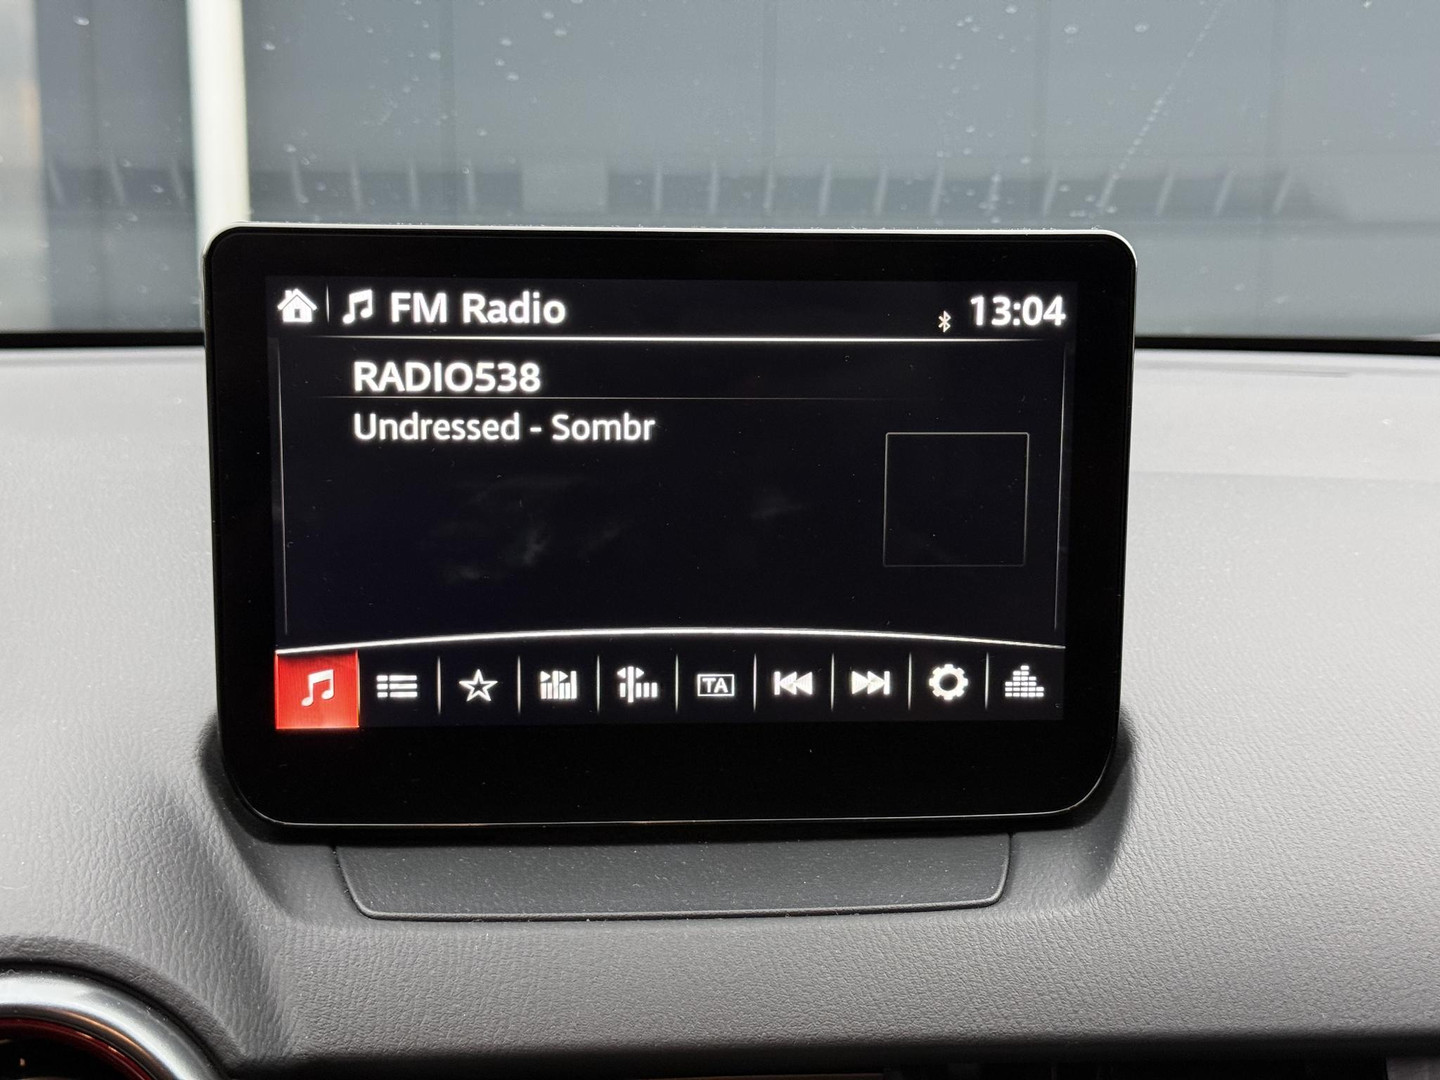 FM Radio 13:04
RADIO538
Undressed - Sombr
TA